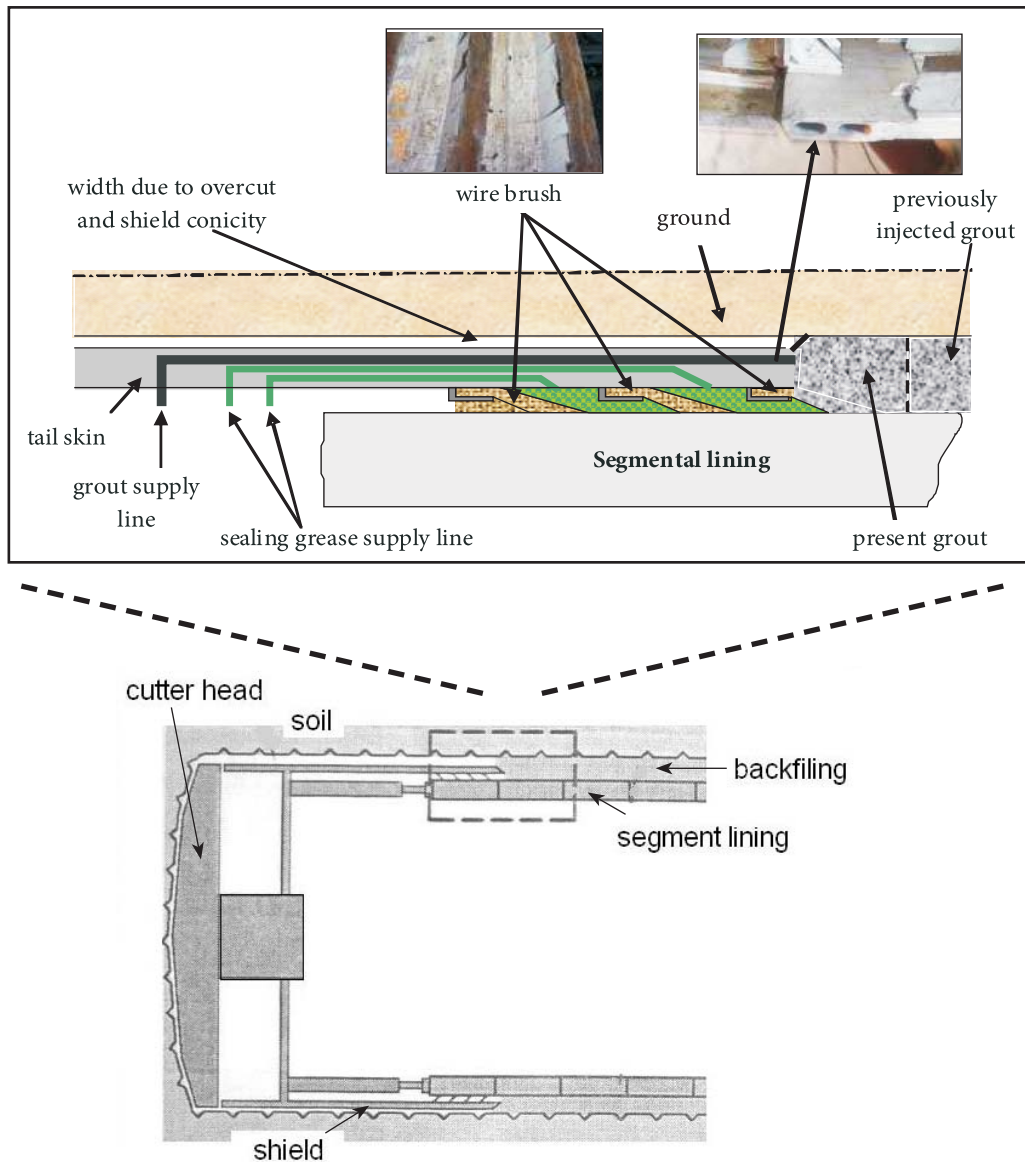 width due to overcut
and shield conicity
wire brush
ground
previously
injected grout
tail skin
grout supply
line
sealing grease supply line
Segmental lining
present grout
cutter head
soil
backfiling
segment lining
shield